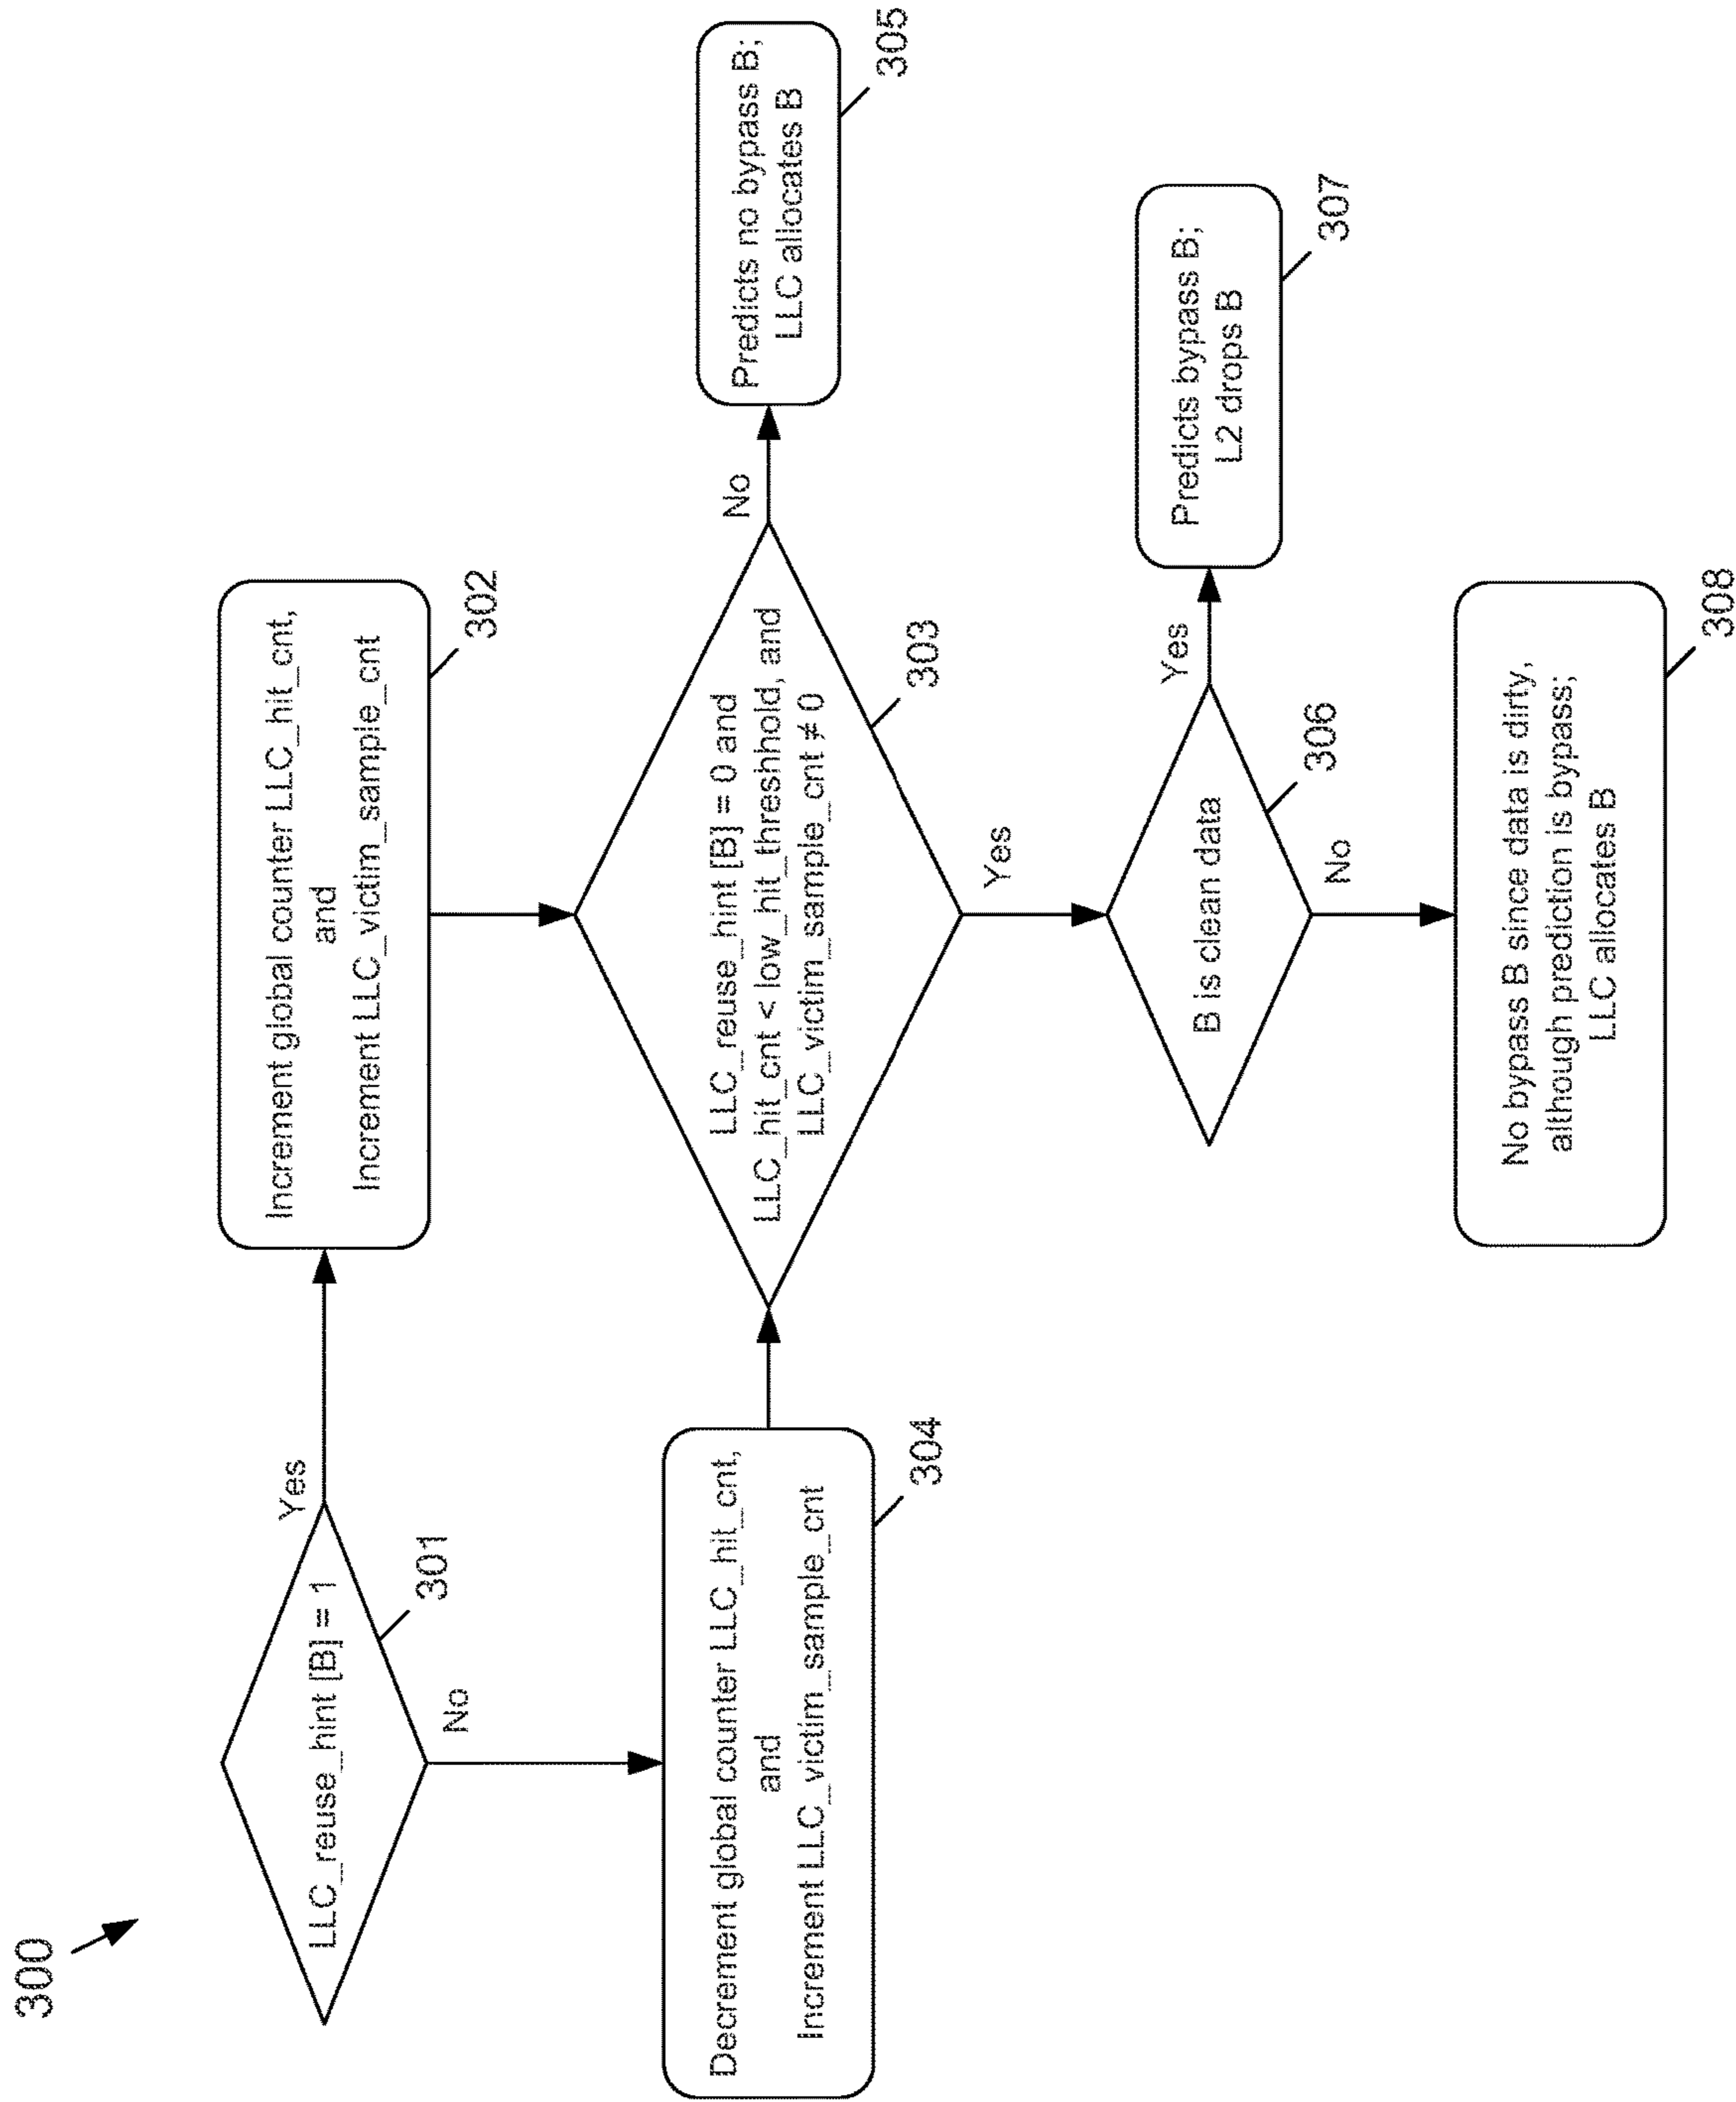 300
LLC_reuse_hint [B] = 1
301
Yes
No
Increment global counter LLC_hit_cnt,
and
Increment LLC_victim_sample_cnt
302
Decrement global counter LLC_hit_cnt,
and
Increment LLC_victim_sample_cnt
304
LLC_reuse_hint [B] = 0 and
LLC_hit_cnt < low_hit_threshhold, and
LLC_victim_sample_cnt ≠ 0
303
No
Predicts no bypass B;
LLC allocates B
305
Yes
B is clean data
306
Yes
Predicts bypass B;
L2 drops B
307
No
No bypass B since data is dirty,
although prediction is bypass;
LLC allocates B
308